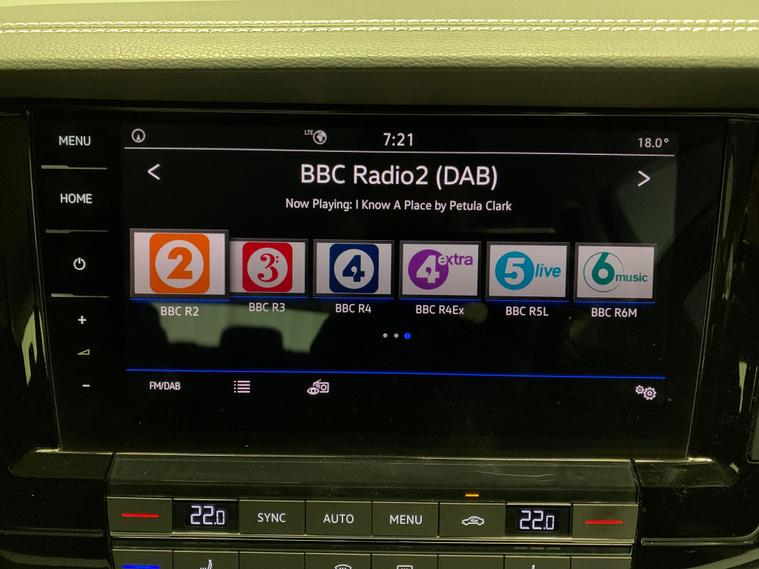 MENU
HOME
+
-
LTE
7:21
18.0°
<
BBC Radio2 (DAB)
>
Now Playing: I Know A Place by Petula Clark
2
3:
4
4 extra
5 live
6 music
BBC R2
BBC R3
BBC R4
BBC R4Ex
BBC R5L
BBC R6M
FM/DAB
22.0
SYNC
AUTO
MENU
22.0